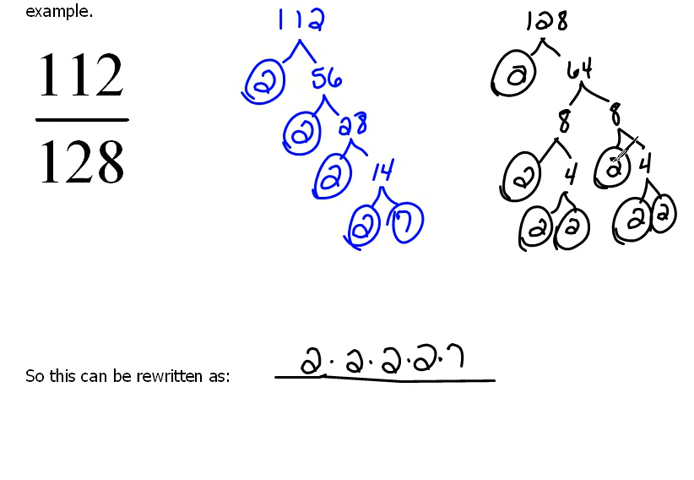 example.
112
128
112
2 56
2 28
2 14
2 7
128
2 64
8 8
2 4 2 4
2 2 2 2
2 · 2 · 2 · 2 · 7
So this can be rewritten as: